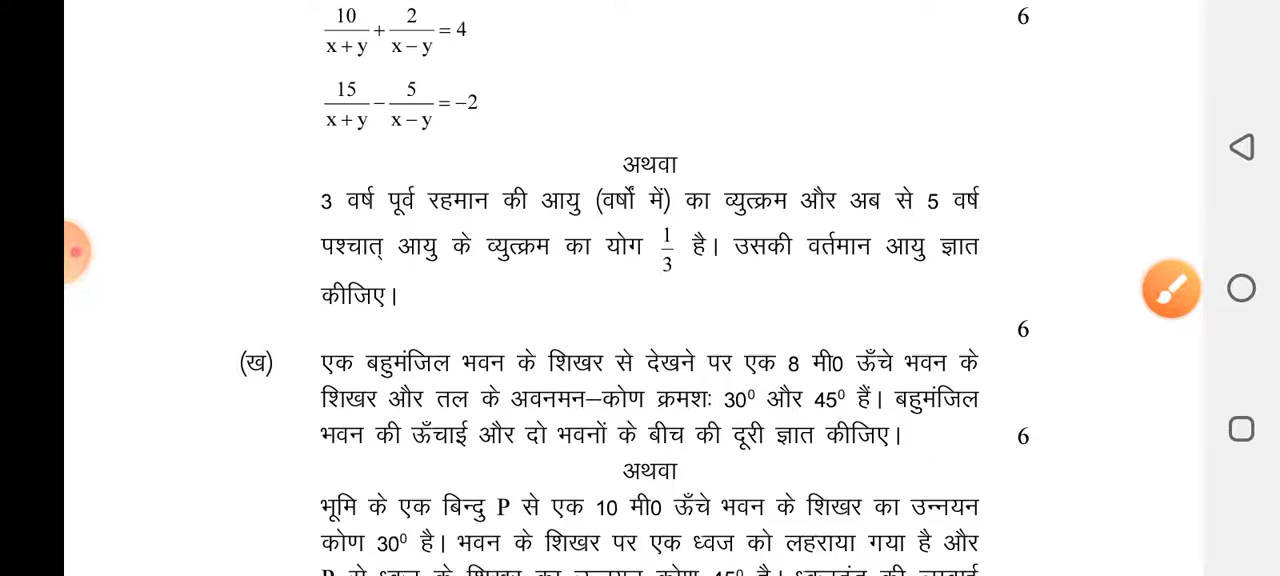 10/(x+y) + 2/(x−y) = 4 6
15/(x+y) − 5/(x−y) = −2
अथवा
3 वर्ष पूर्व रहमान की आयु (वर्षों में) का व्युत्क्रम और अब से 5 वर्ष
पश्चात् आयु के व्युत्क्रम का योग 1/3 है। उसकी वर्तमान आयु ज्ञात
कीजिए।
6
(ख) एक बहुमंजिल भवन के शिखर से देखने पर एक 8 मी0 ऊँचे भवन के
शिखर और तल के अवनमन–कोण क्रमशः 30⁰ और 45⁰ हैं। बहुमंजिल
भवन की ऊँचाई और दो भवनों के बीच की दूरी ज्ञात कीजिए। 6
अथवा
भूमि के एक बिन्दु P से एक 10 मी0 ऊँचे भवन के शिखर का उन्नयन
कोण 30⁰ है। भवन के शिखर पर एक ध्वज को लहराया गया है और